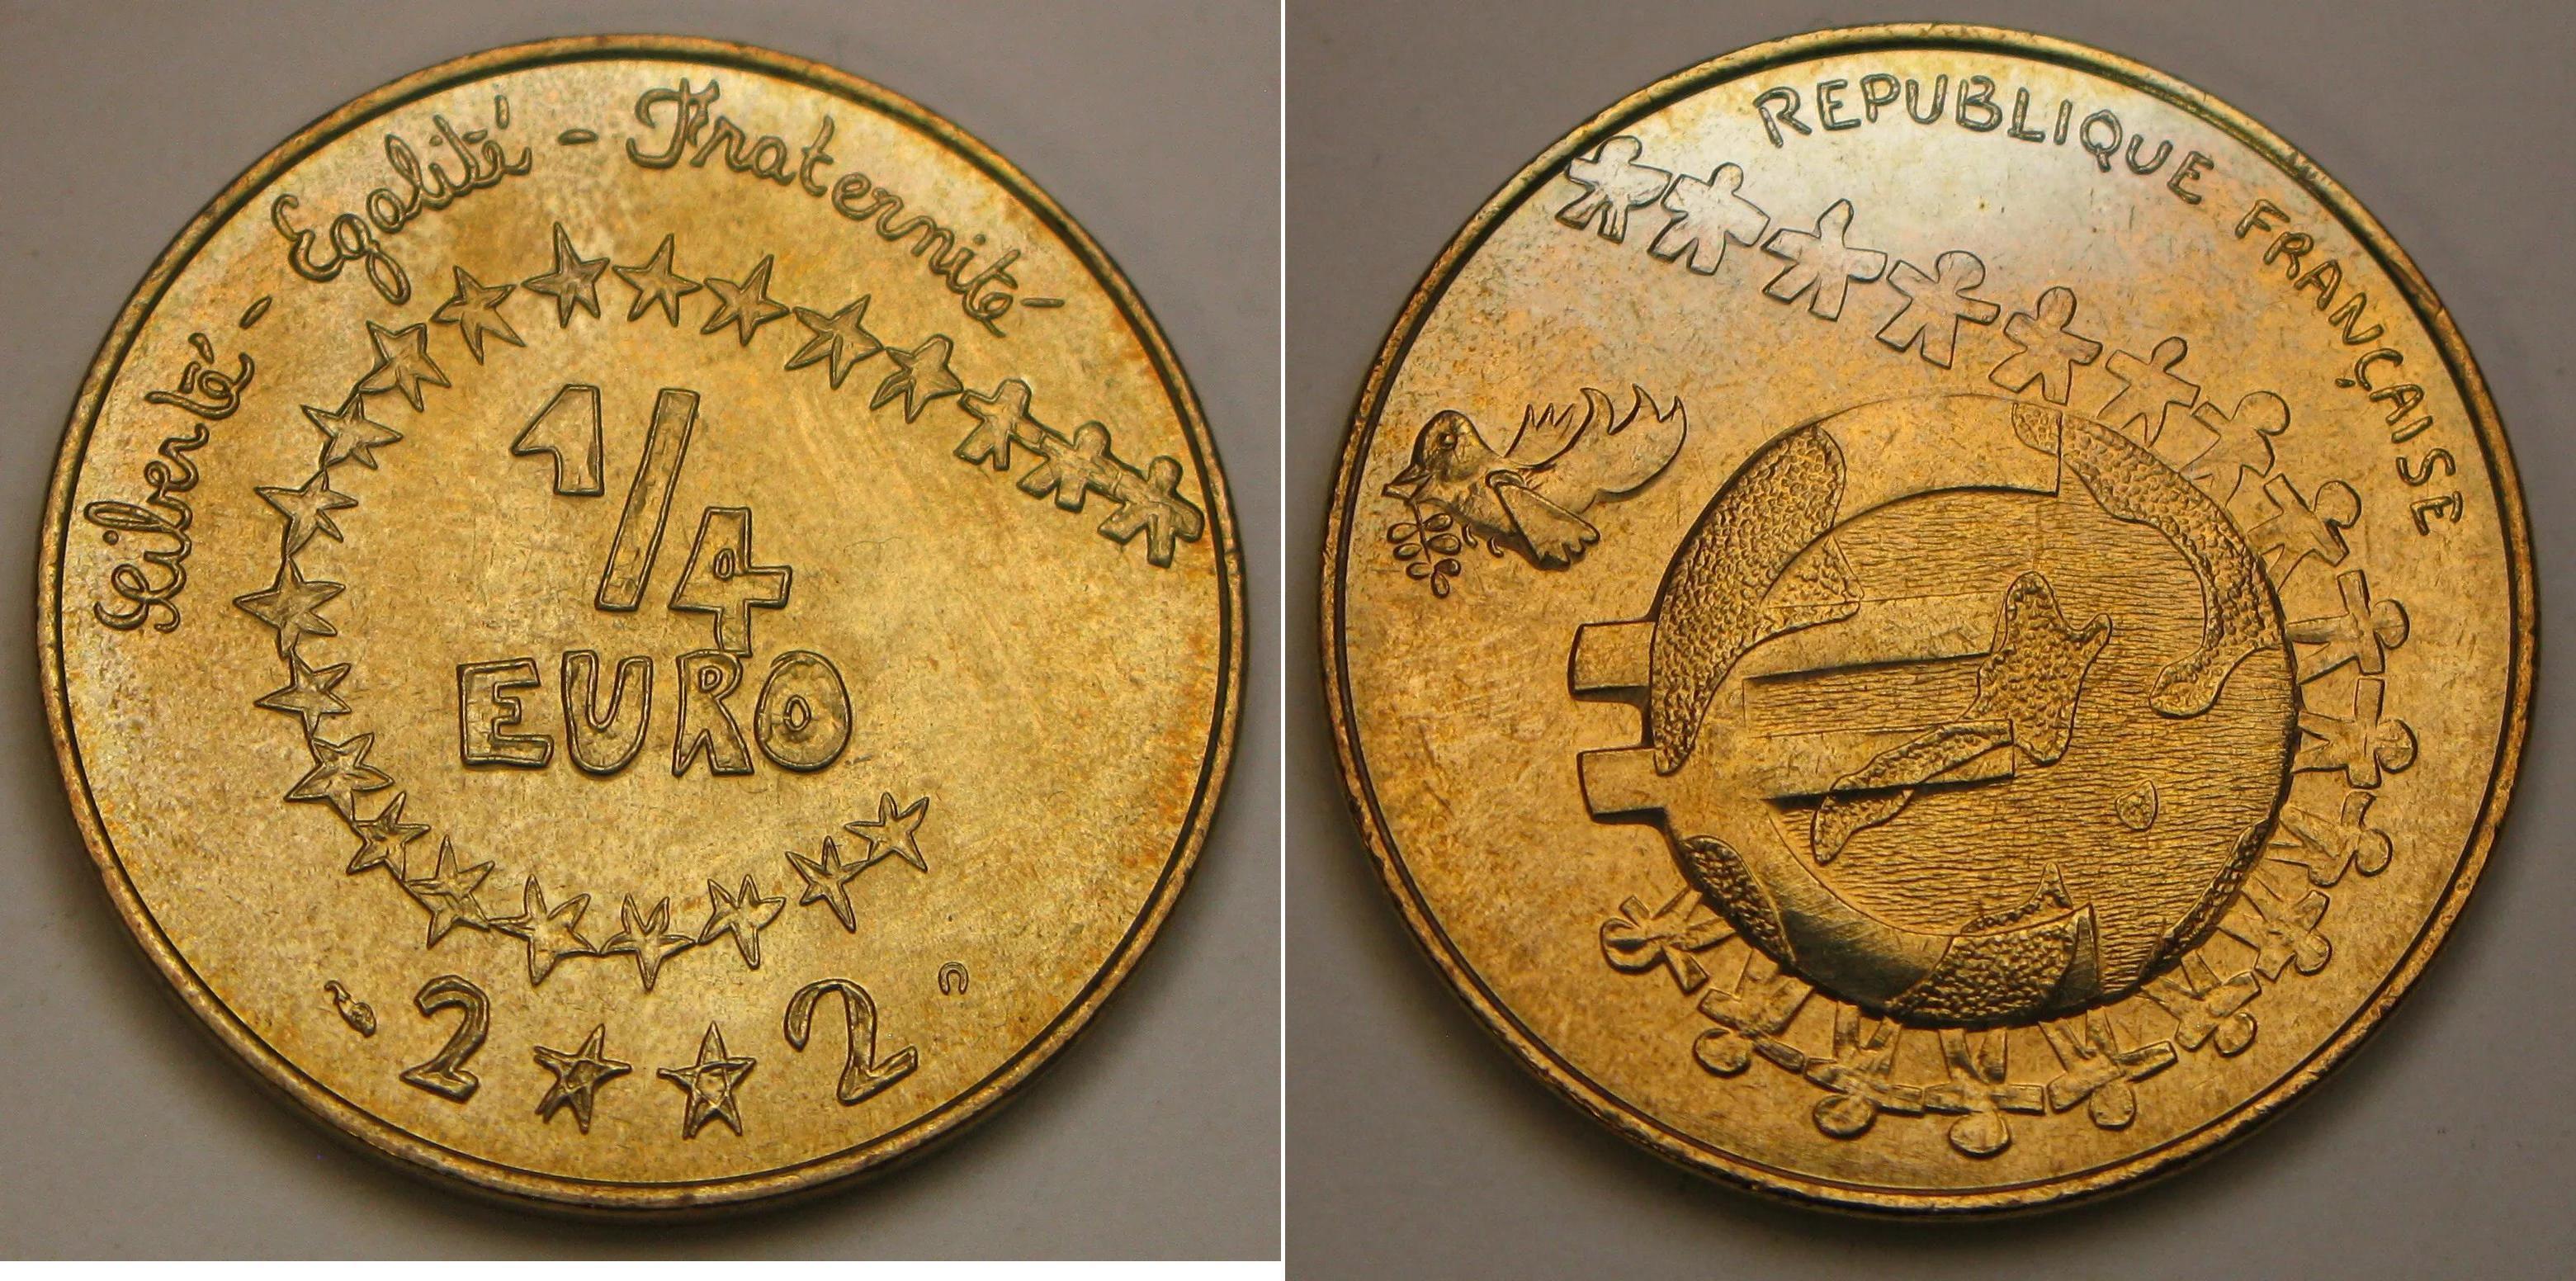 Liberté - Egalité - Fraternité -
1/4
EURO
2 ★ ★ 2
REPUBLIQUE FRANÇAISE